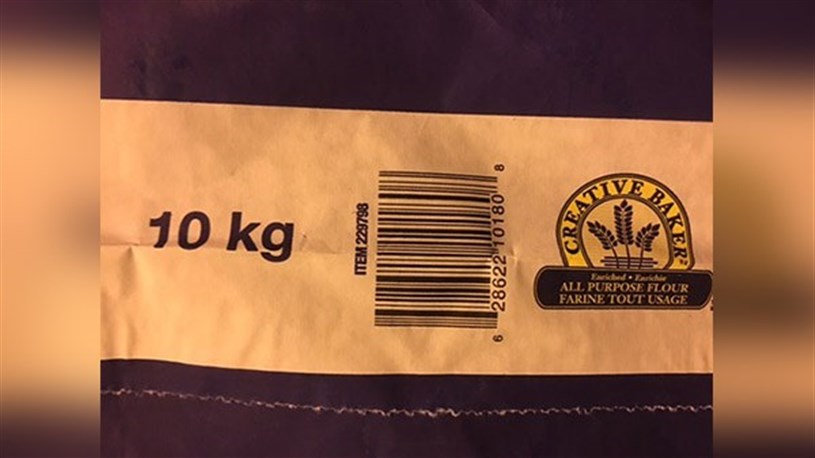 10 kg
ITEM 229798
6 28622 10180 8
CREATIVE BAKER
Enriched • Enrichie
ALL PURPOSE FLOUR
FARINE TOUT USAGE